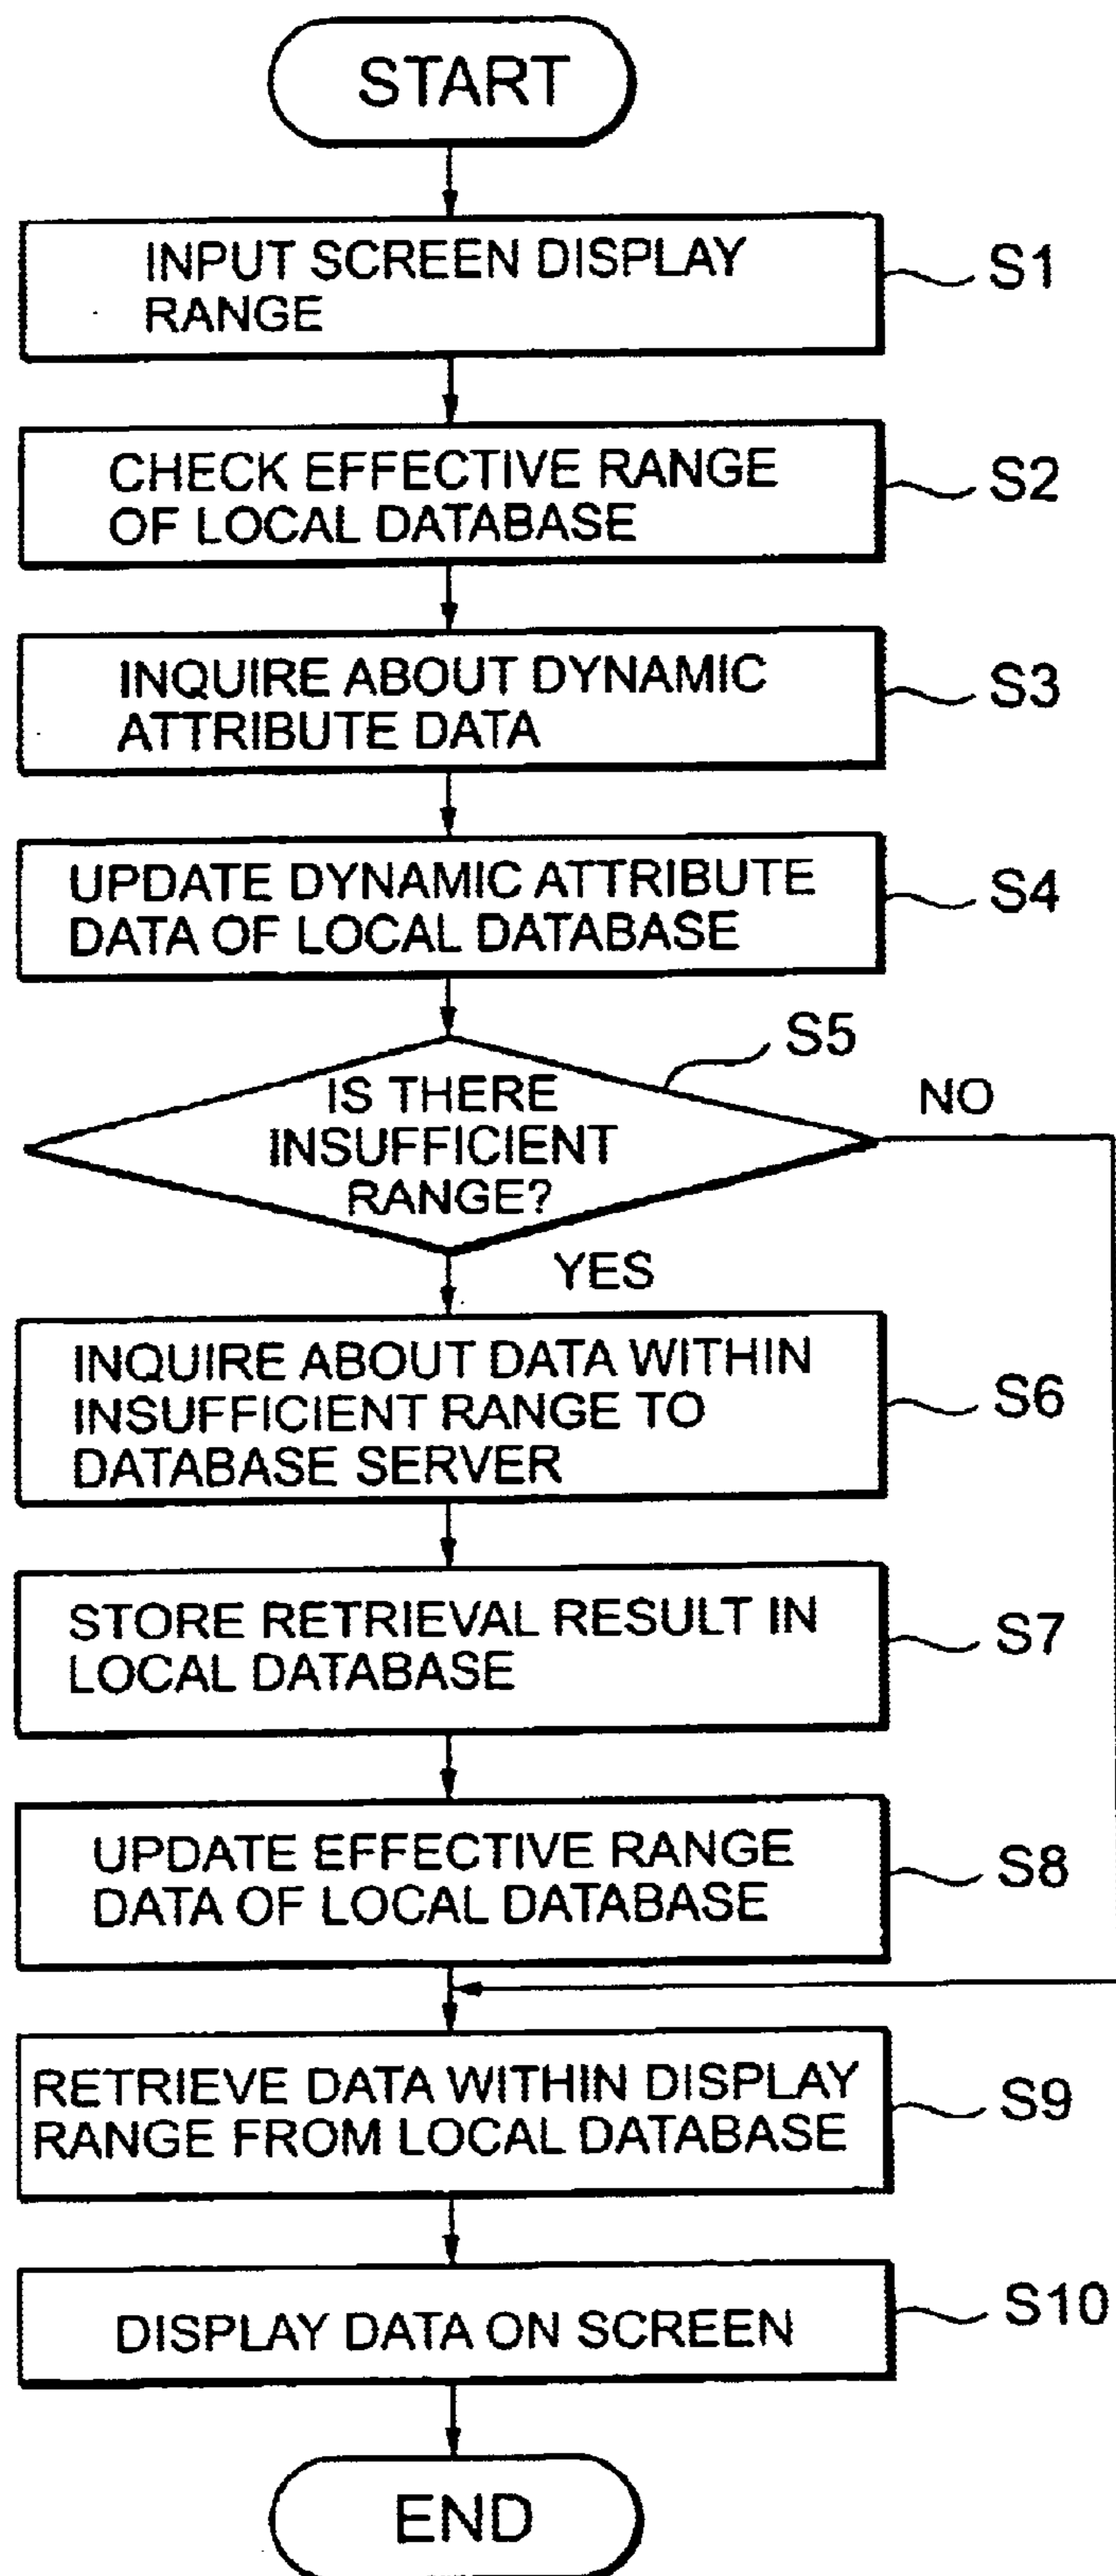 START
INPUT SCREEN DISPLAY
RANGE
S1
CHECK EFFECTIVE RANGE
OF LOCAL DATABASE
S2
INQUIRE ABOUT DYNAMIC
ATTRIBUTE DATA
S3
UPDATE DYNAMIC ATTRIBUTE
DATA OF LOCAL DATABASE
S4
S5
IS THERE
INSUFFICIENT
RANGE?
NO
YES
INQUIRE ABOUT DATA WITHIN
INSUFFICIENT RANGE TO
DATABASE SERVER
S6
STORE RETRIEVAL RESULT IN
LOCAL DATABASE
S7
UPDATE EFFECTIVE RANGE
DATA OF LOCAL DATABASE
S8
RETRIEVE DATA WITHIN DISPLAY
RANGE FROM LOCAL DATABASE
S9
DISPLAY DATA ON SCREEN
S10
END